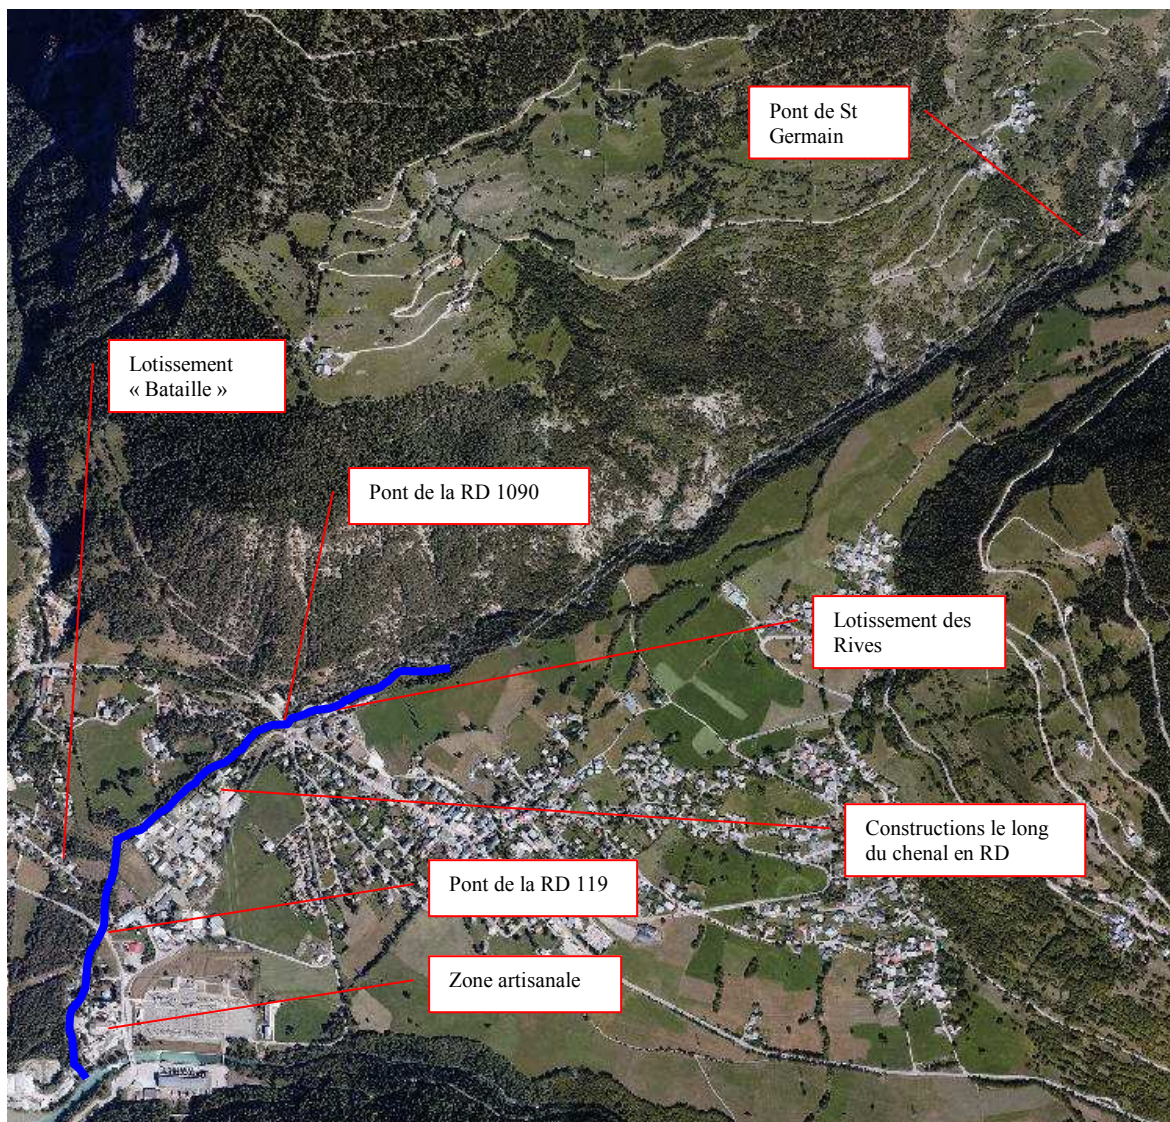 Pont de St
Germain
Lotissement
« Bataille »
Pont de la RD 1090
Lotissement des
Rives
Constructions le long
du chenal en RD
Pont de la RD 119
Zone artisanale